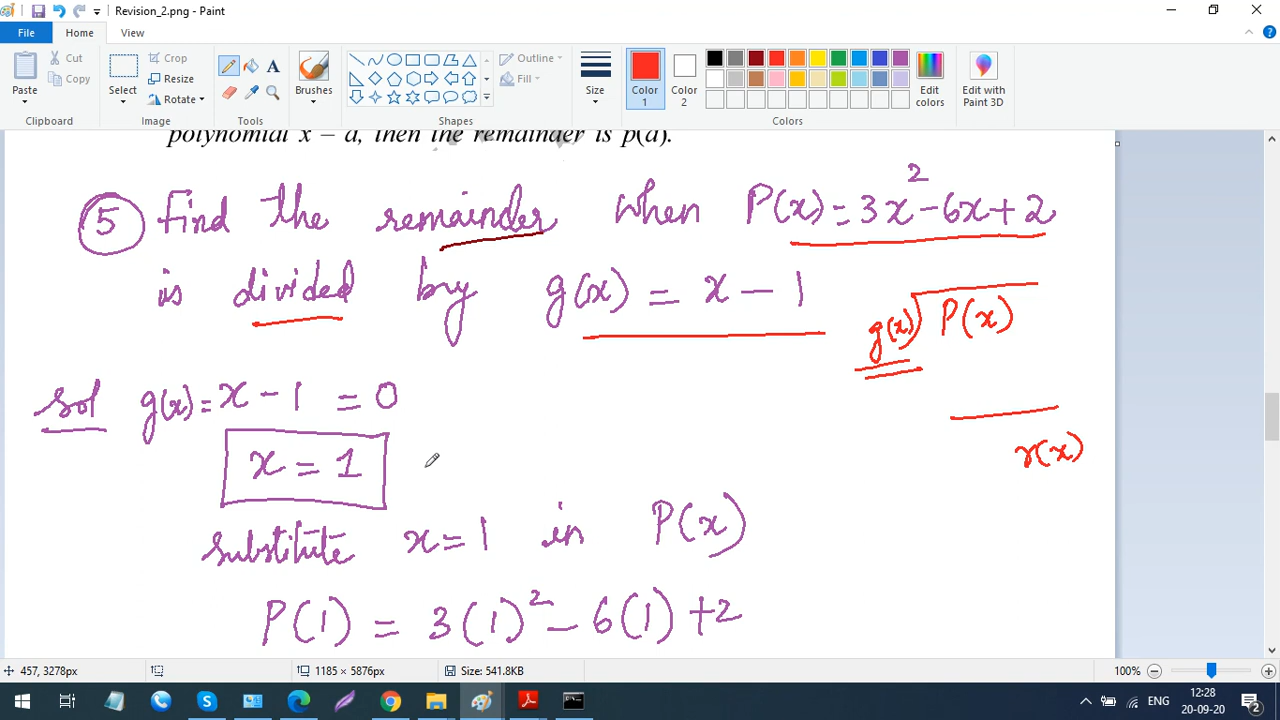 Revision_2.png - Paint
File Home View
Paste Cut Copy Clipboard
Select Crop Resize Rotate Image
Tools
Brushes
Outline Fill Shapes
Size
Color 1 Color 2 Edit colors Edit with Paint 3D Colors
polynomial x – a, then the remainder is p(a).
5 Find the remainder when P(x) = 3x² - 6x + 2
is divided by g(x) = x - 1
g(x) P(x)
r(x)
Sol g(x) = x - 1 = 0
x = 1
substitute x = 1 in P(x)
P(1) = 3(1)² - 6(1) + 2
457, 3278px 1185 × 5876px Size: 541.8KB 100%
ENG 12:28 20-09-20 2